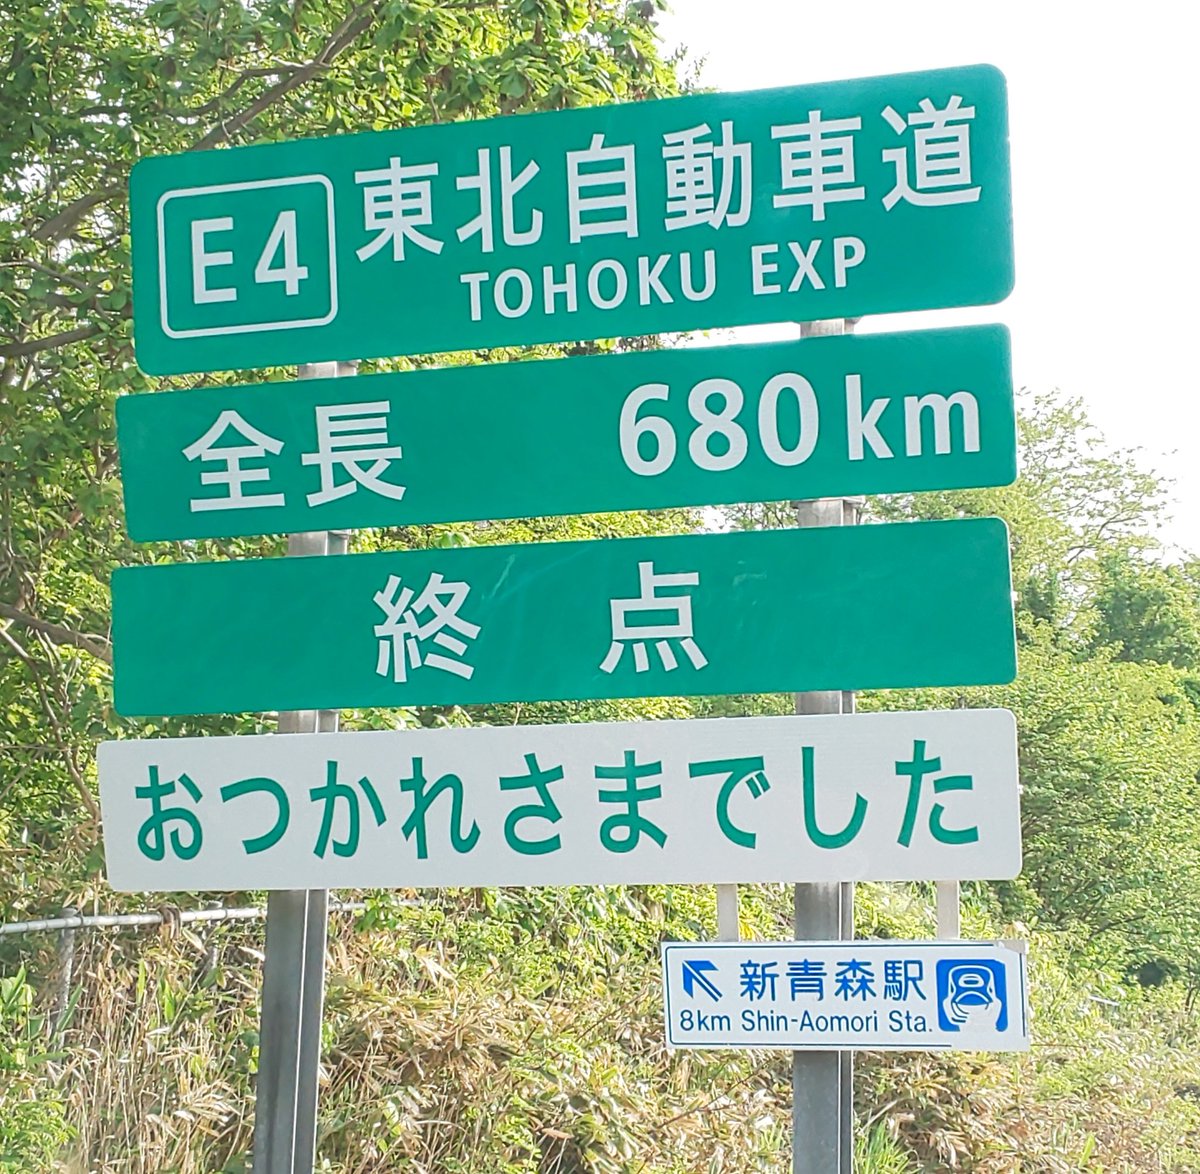 E4 東北自動車道
TOHOKU EXP
全長 680km
終点
おつかれさまでした
新青森駅
8km Shin-Aomori Sta.